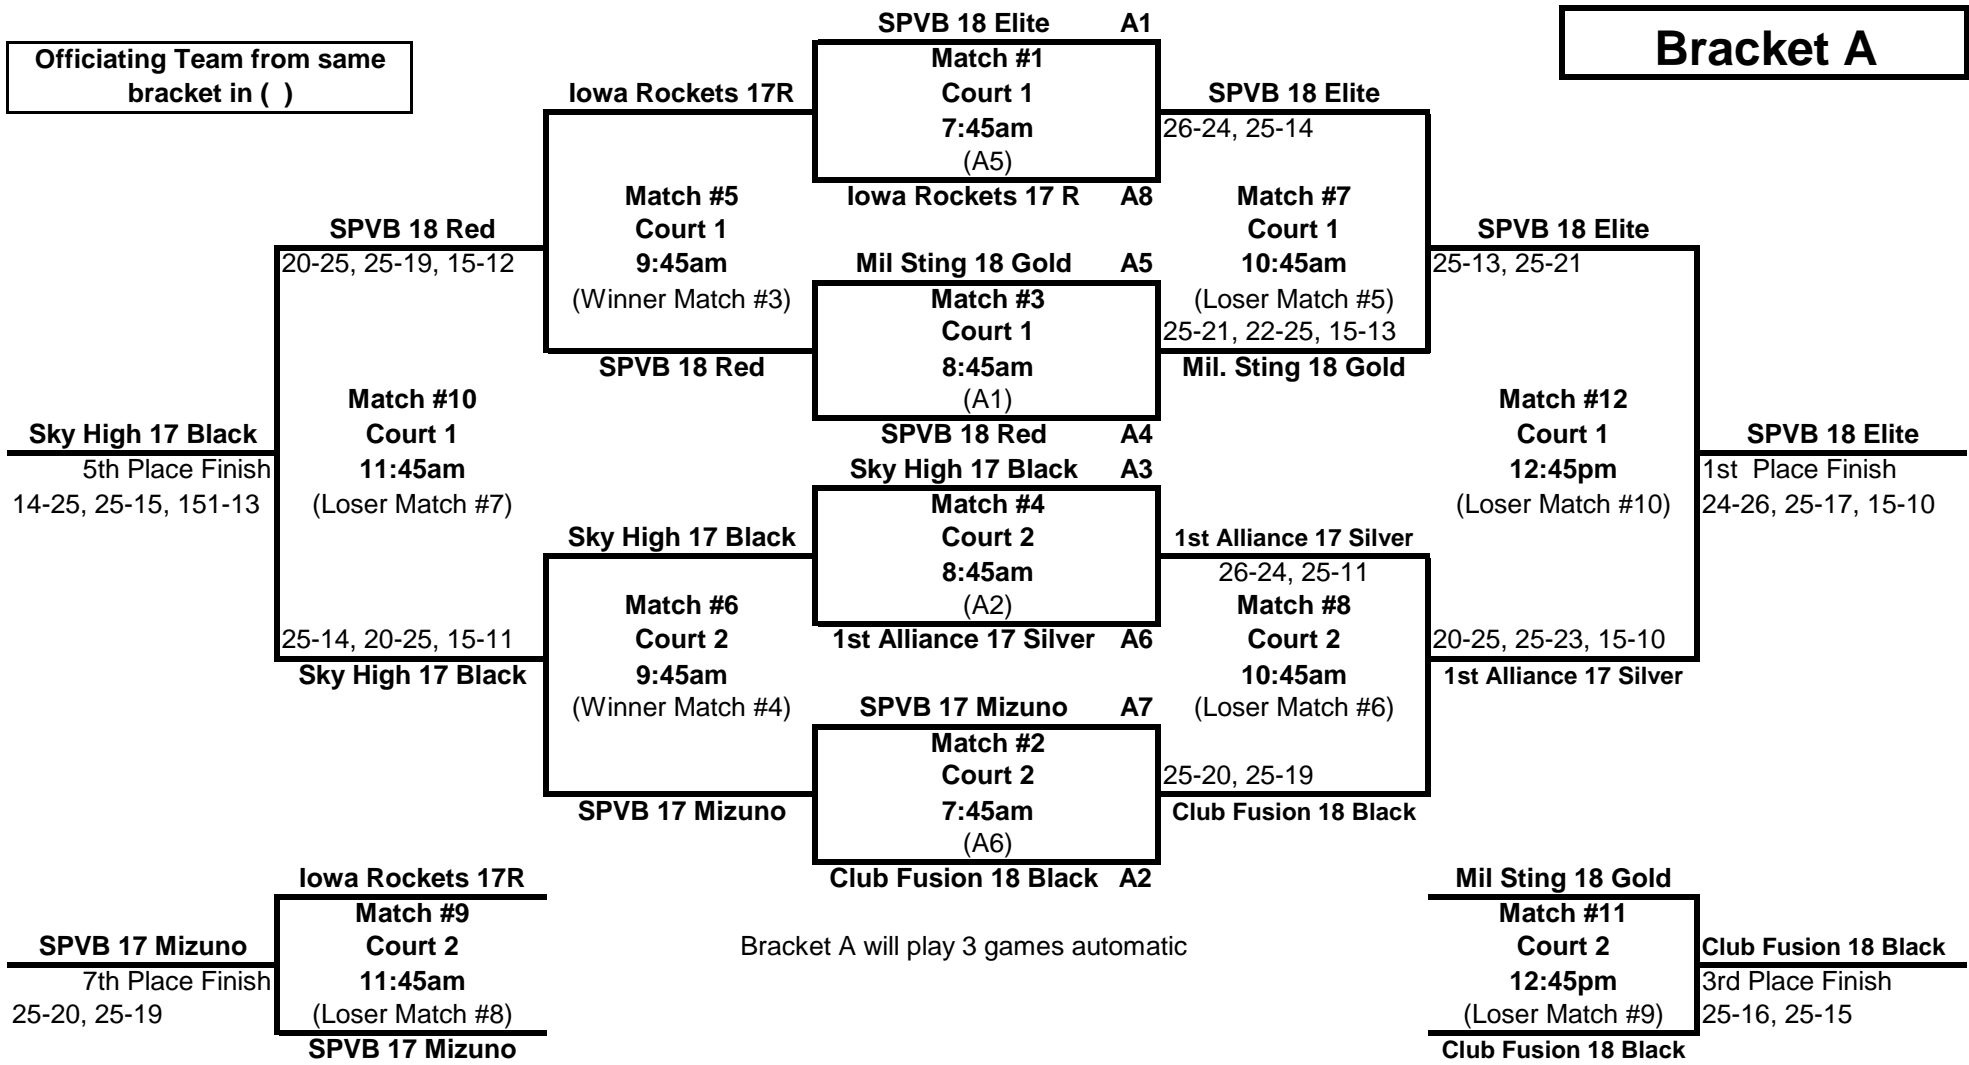 SPVB 18 Elite A1
Bracket A
Officiating Team from same
bracket in ( )
Match #1
Court 1
7:45am
(A5)
Iowa Rockets 17 R A8
Iowa Rockets 17R
SPVB 18 Elite
26-24, 25-14
Match #5
Court 1
9:45am
(Winner Match #3)
Match #7
Court 1
10:45am
(Loser Match #5)
SPVB 18 Red
20-25, 25-19, 15-12
Mil Sting 18 Gold A5
Match #3
Court 1
8:45am
(A1)
SPVB 18 Red A4
SPVB 18 Elite
25-13, 25-21
SPVB 18 Red
25-21, 22-25, 15-13
Mil. Sting 18 Gold
Match #10
Court 1
11:45am
(Loser Match #7)
Match #12
Court 1
12:45pm
(Loser Match #10)
Sky High 17 Black
5th Place Finish
14-25, 25-15, 151-13
SPVB 18 Elite
1st  Place Finish
24-26, 25-17, 15-10
Sky High 17 Black A3
Match #4
Court 2
8:45am
(A2)
1st Alliance 17 Silver A6
Sky High 17 Black
1st Alliance 17 Silver
26-24, 25-11
Match #6
Court 2
9:45am
(Winner Match #4)
Match #8
Court 2
10:45am
(Loser Match #6)
25-14, 20-25, 15-11
Sky High 17 Black
20-25, 25-23, 15-10
1st Alliance 17 Silver
SPVB 17 Mizuno A7
Match #2
Court 2
7:45am
(A6)
Club Fusion 18 Black A2
SPVB 17 Mizuno
25-20, 25-19
Club Fusion 18 Black
Iowa Rockets 17R
Match #9
Court 2
11:45am
(Loser Match #8)
SPVB 17 Mizuno
SPVB 17 Mizuno
7th Place Finish
25-20, 25-19
Bracket A will play 3 games automatic
Mil Sting 18 Gold
Match #11
Court 2
12:45pm
(Loser Match #9)
Club Fusion 18 Black
Club Fusion 18 Black
3rd Place Finish
25-16, 25-15